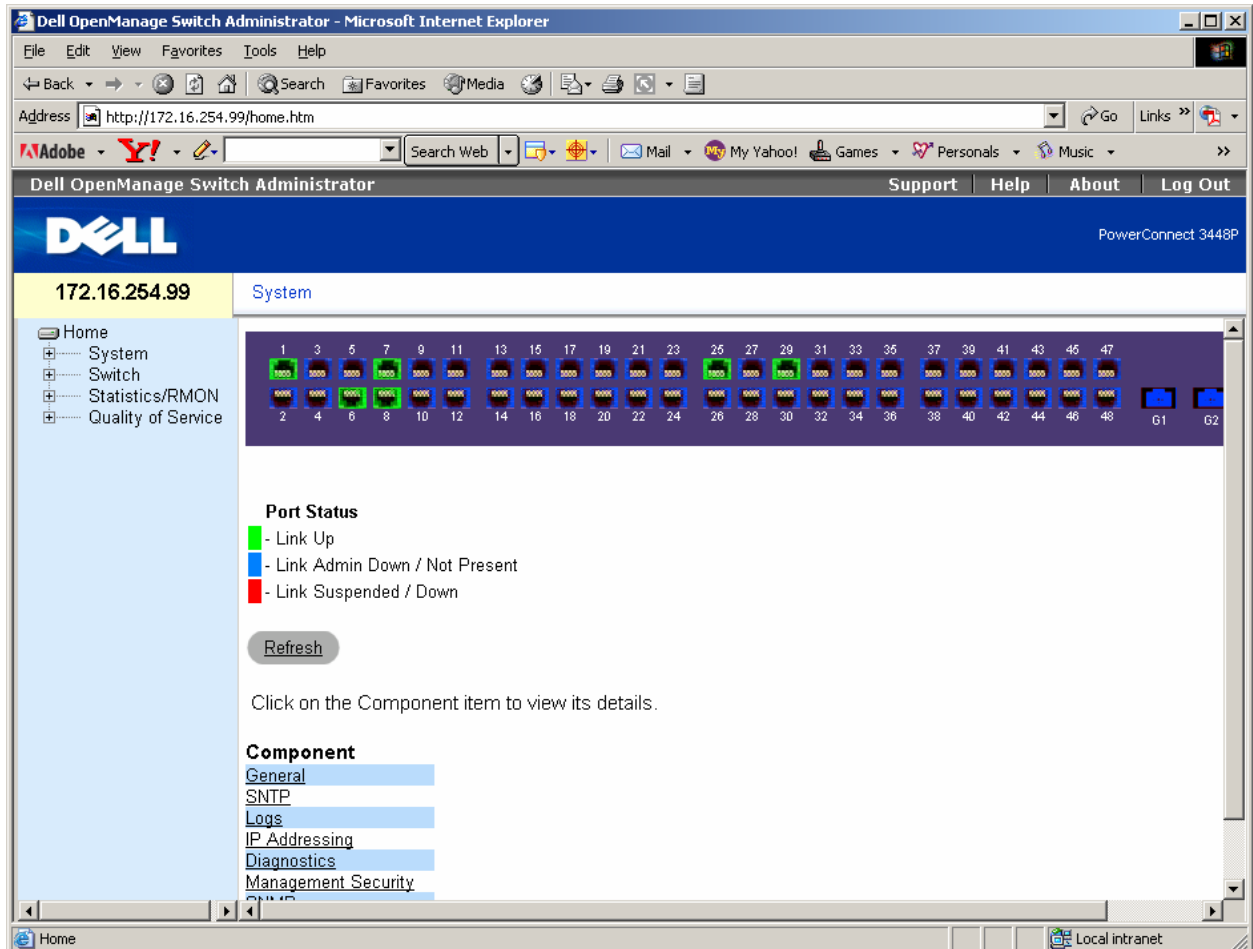 Dell OpenManage Switch Administrator - Microsoft Internet Explorer
File Edit View Favorites Tools Help
Back Search Favorites Media
Address http://172.16.254.99/home.htm Go Links »
Adobe Y! Search Web Mail My Yahoo! Games Personals Music »
Dell OpenManage Switch Administrator Support Help About Log Out
DELL PowerConnect 3448P
172.16.254.99 System
Home
System
Switch
Statistics/RMON
Quality of Service
1 3 5 7 9 11 13 15 17 19 21 23 25 27 29 31 33 35 37 39 41 43 45 47
2 4 6 8 10 12 14 16 18 20 22 24 26 28 30 32 34 36 38 40 42 44 46 48 G1 G2
Port Status
- Link Up
- Link Admin Down / Not Present
- Link Suspended / Down
Refresh
Click on the Component item to view its details.
Component
General
SNTP
Logs
IP Addressing
Diagnostics
Management Security
Home Local intranet